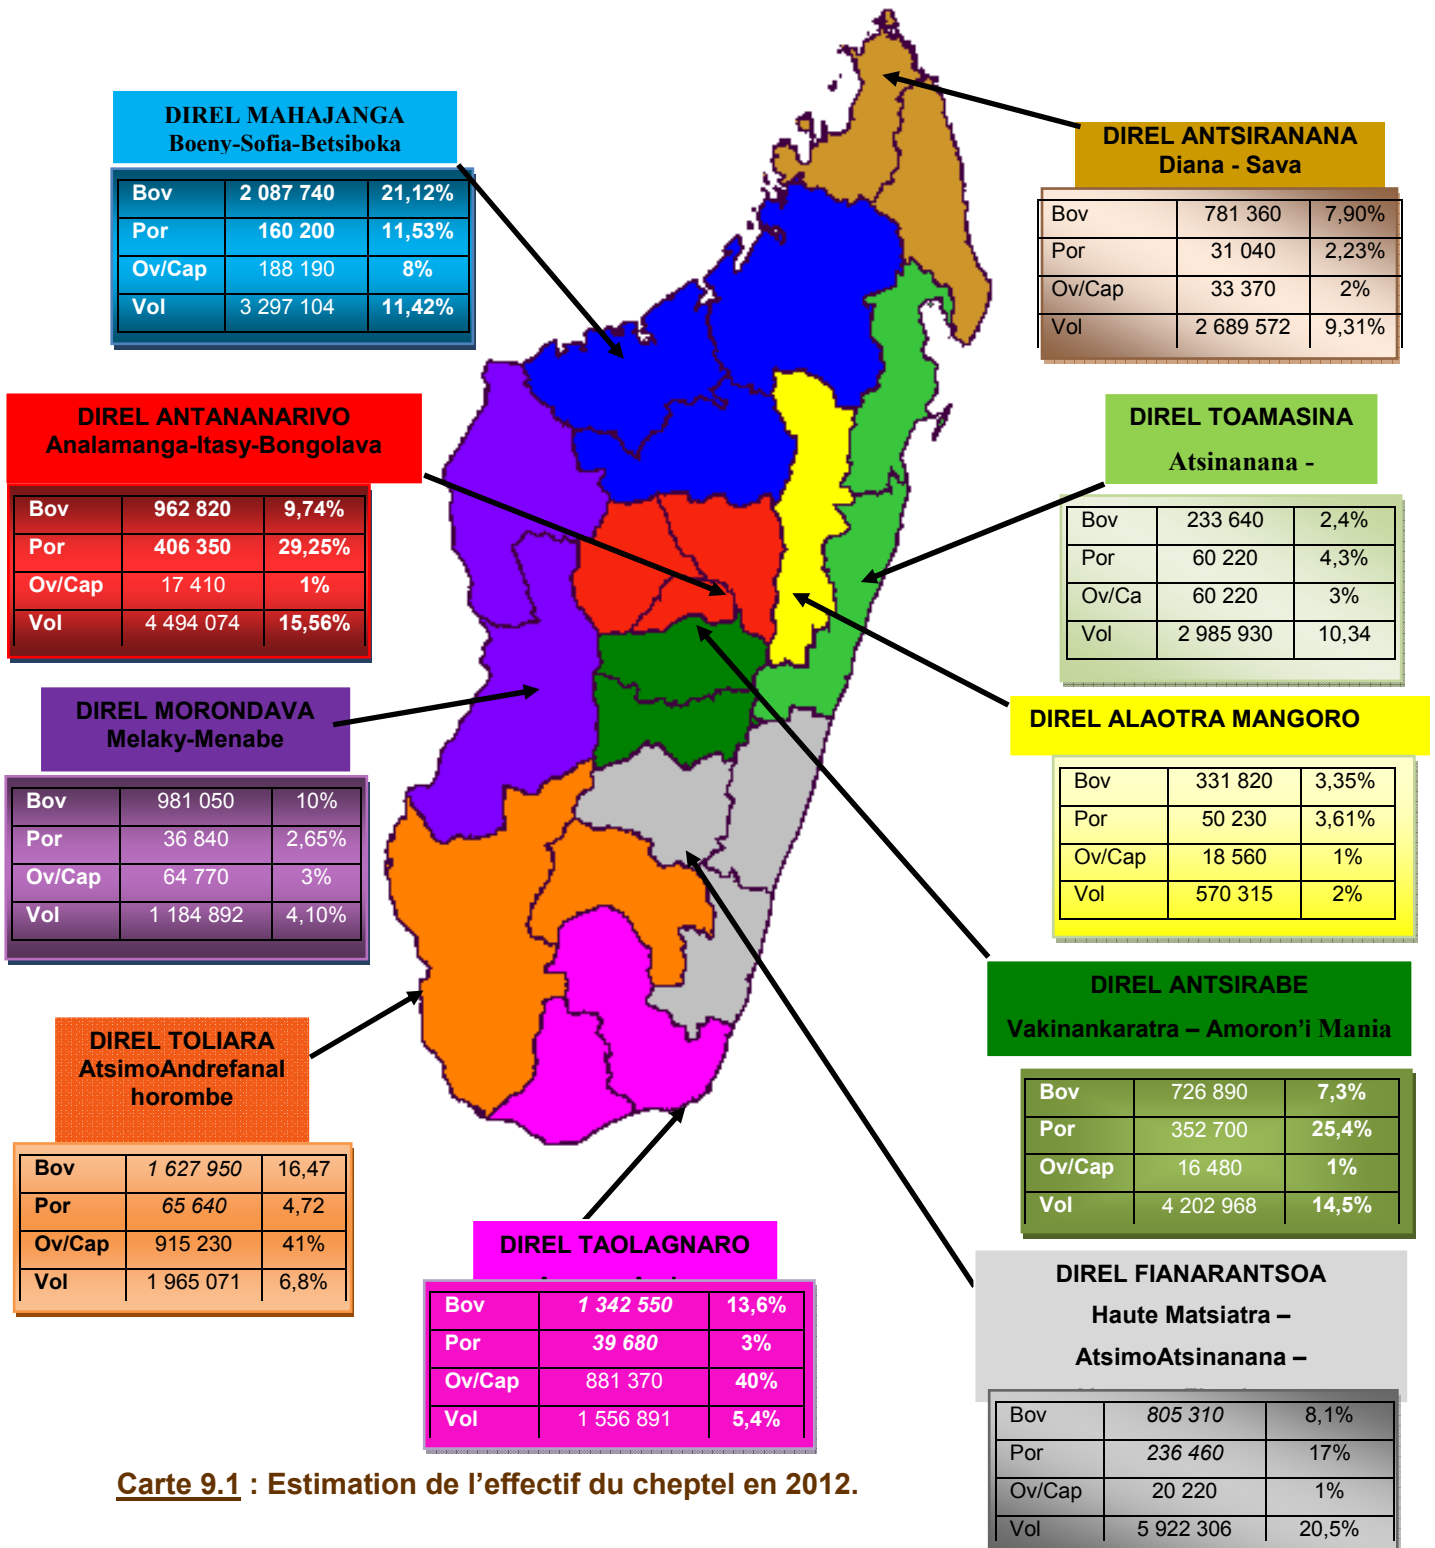 DIREL MAHAJANGA
Boeny-Sofia-Betsiboka
Bov 2 087 740 21,12%
Por 160 200 11,53%
Ov/Cap 188 190 8%
Vol 3 297 104 11,42%
DIREL ANTSIRANANA
Diana - Sava
Bov 781 360 7,90%
Por 31 040 2,23%
Ov/Cap 33 370 2%
Vol 2 689 572 9,31%
DIREL ANTANANARIVO
Analamanga-Itasy-Bongolava
Bov 962 820 9,74%
Por 406 350 29,25%
Ov/Cap 17 410 1%
Vol 4 494 074 15,56%
DIREL TOAMASINA
Atsinanana -
Bov 233 640 2,4%
Por 60 220 4,3%
Ov/Ca 60 220 3%
Vol 2 985 930 10,34
DIREL MORONDAVA
Melaky-Menabe
Bov 981 050 10%
Por 36 840 2,65%
Ov/Cap 64 770 3%
Vol 1 184 892 4,10%
DIREL ALAOTRA MANGORO
Bov 331 820 3,35%
Por 50 230 3,61%
Ov/Cap 18 560 1%
Vol 570 315 2%
DIREL ANTSIRABE
Vakinankaratra – Amoron’i Mania
Bov 726 890 7,3%
Por 352 700 25,4%
Ov/Cap 16 480 1%
Vol 4 202 968 14,5%
DIREL TOLIARA
AtsimoAndrefanaI
horombe
Bov 1 627 950 16,47
Por 65 640 4,72
Ov/Cap 915 230 41%
Vol 1 965 071 6,8%
DIREL TAOLAGNARO
Bov 1 342 550 13,6%
Por 39 680 3%
Ov/Cap 881 370 40%
Vol 1 556 891 5,4%
DIREL FIANARANTSOA
Haute Matsiatra –
AtsimoAtsinanana –
Bov 805 310 8,1%
Por 236 460 17%
Ov/Cap 20 220 1%
Vol 5 922 306 20,5%
Carte 9.1 : Estimation de l’effectif du cheptel en 2012.